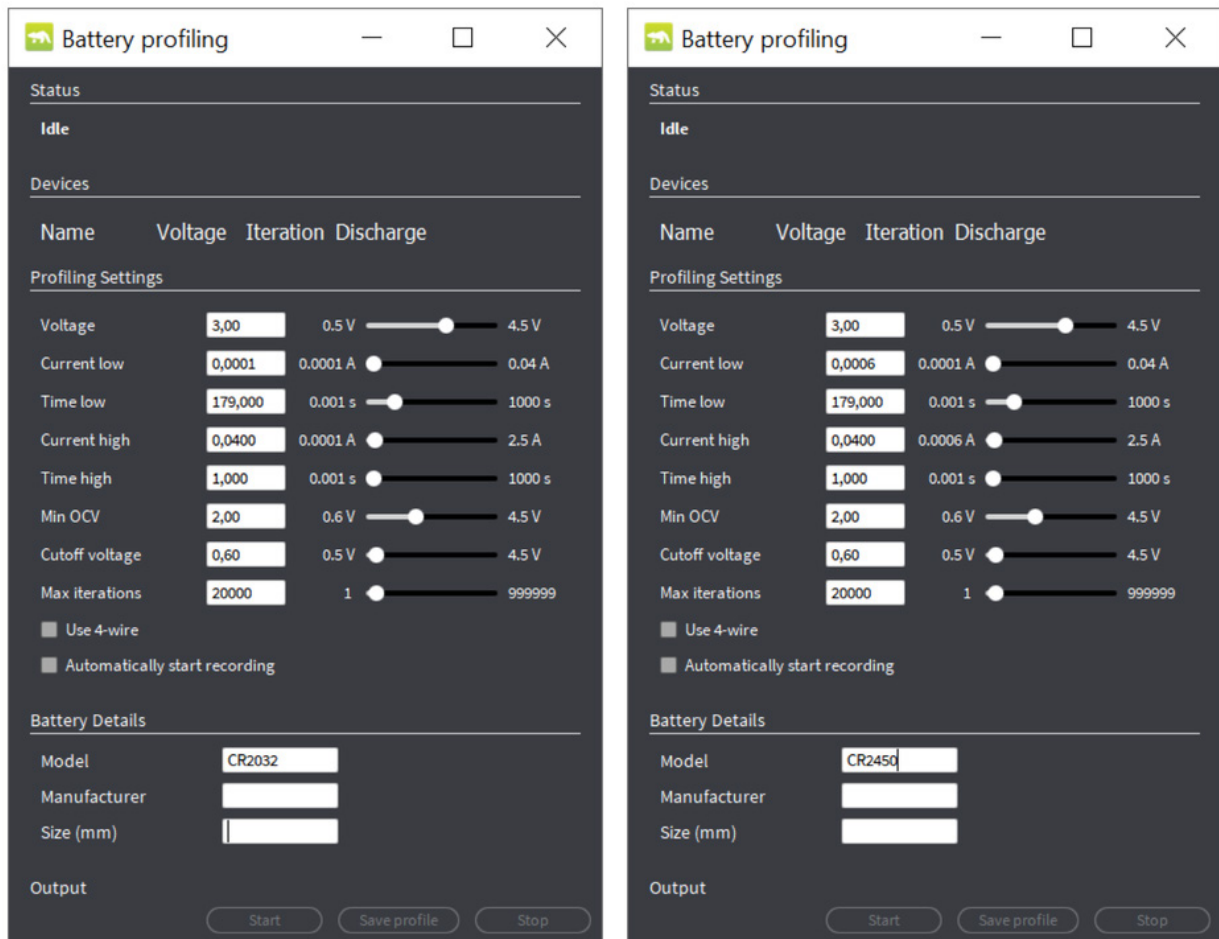 Battery profiling
Status
Idle
Devices
Name Voltage Iteration Discharge
Profiling Settings
Voltage 3,00 0.5 V 4.5 V
Current low 0,0001 0.0001 A 0.04 A
Time low 179,000 0.001 s 1000 s
Current high 0,0400 0.0001 A 2.5 A
Time high 1,000 0.001 s 1000 s
Min OCV 2,00 0.6 V 4.5 V
Cutoff voltage 0,60 0.5 V 4.5 V
Max iterations 20000 1 999999
Use 4-wire
Automatically start recording
Battery Details
Model CR2032
Manufacturer
Size (mm)
Output
Start Save profile Stop
Battery profiling
Status
Idle
Devices
Name Voltage Iteration Discharge
Profiling Settings
Voltage 3,00 0.5 V 4.5 V
Current low 0,0006 0.0001 A 0.04 A
Time low 179,000 0.001 s 1000 s
Current high 0,0400 0.0006 A 2.5 A
Time high 1,000 0.001 s 1000 s
Min OCV 2,00 0.6 V 4.5 V
Cutoff voltage 0,60 0.5 V 4.5 V
Max iterations 20000 1 999999
Use 4-wire
Automatically start recording
Battery Details
Model CR2450
Manufacturer
Size (mm)
Output
Start Save profile Stop